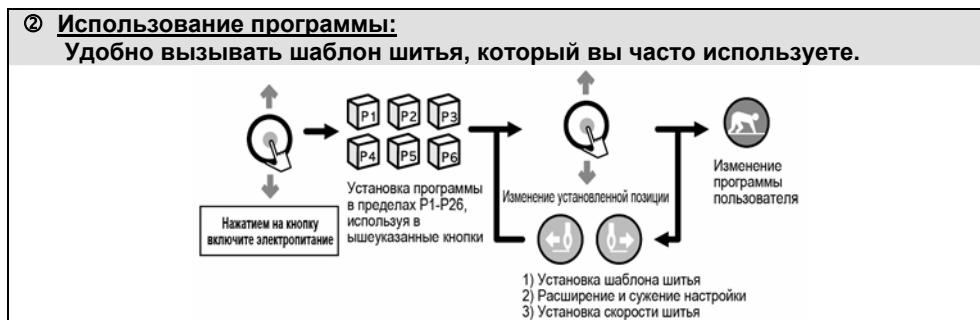 ② Использование программы:
Удобно вызывать шаблон шитья, который вы часто используете.
P1 P2 P3
P4 P5 P6
Нажатием на кнопку
включите электропитание
Установка программы
в пределах P1-P26,
используя в
ышеуказанные кнопки
Изменение установленной позиции
Изменение
программы
пользователя
1) Установка шаблона шитья
2) Расширение и сужение настройки
3) Установка скорости шитья